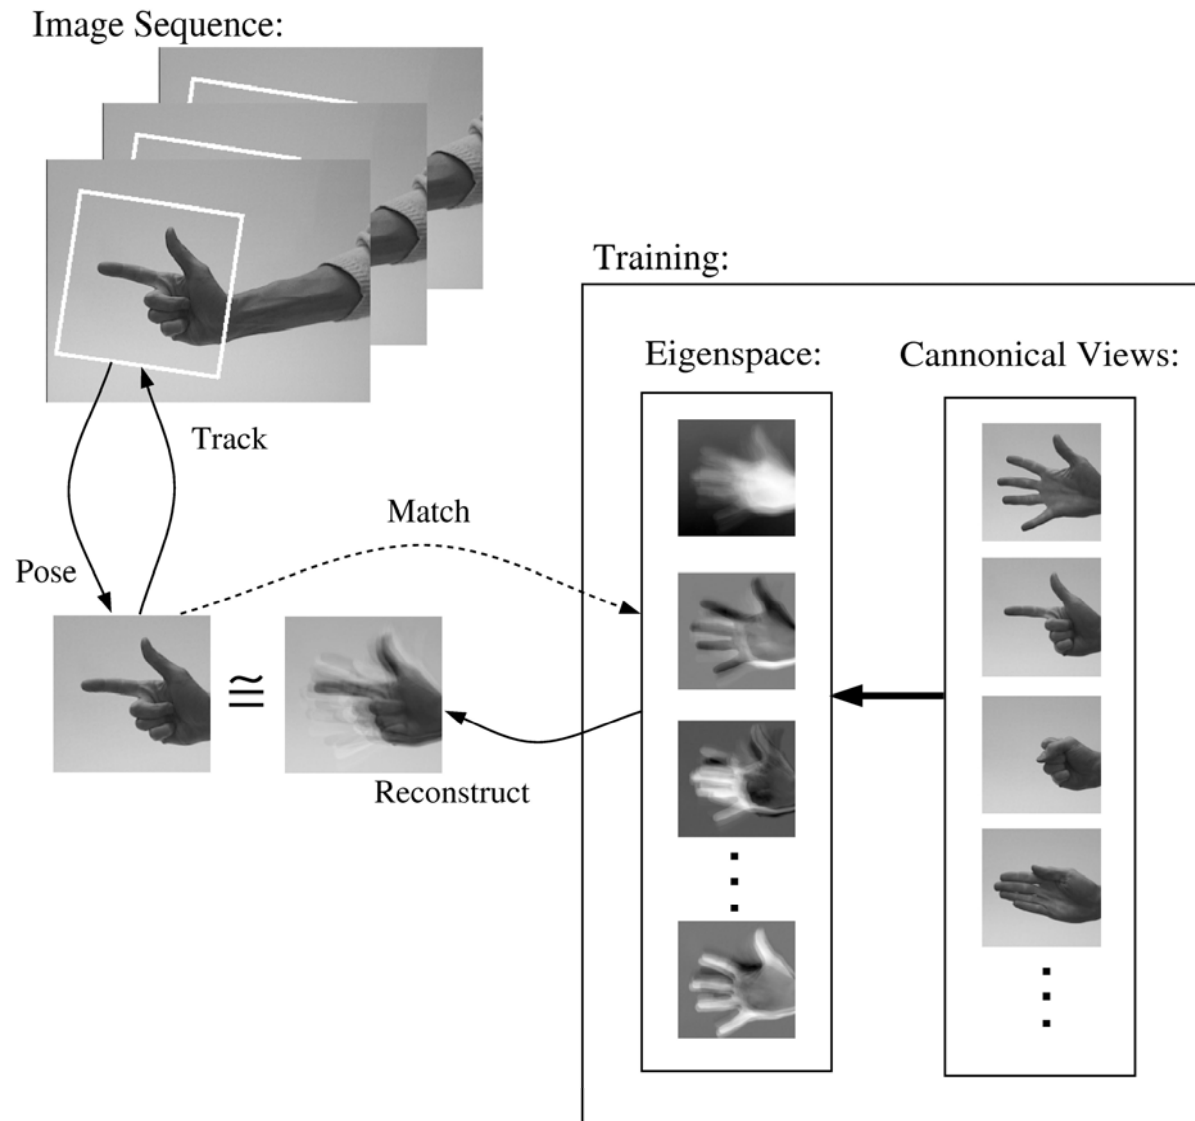 Image Sequence:
Training:
Eigenspace:
Cannonical Views:
Track
Match
Pose
≅
Reconstruct